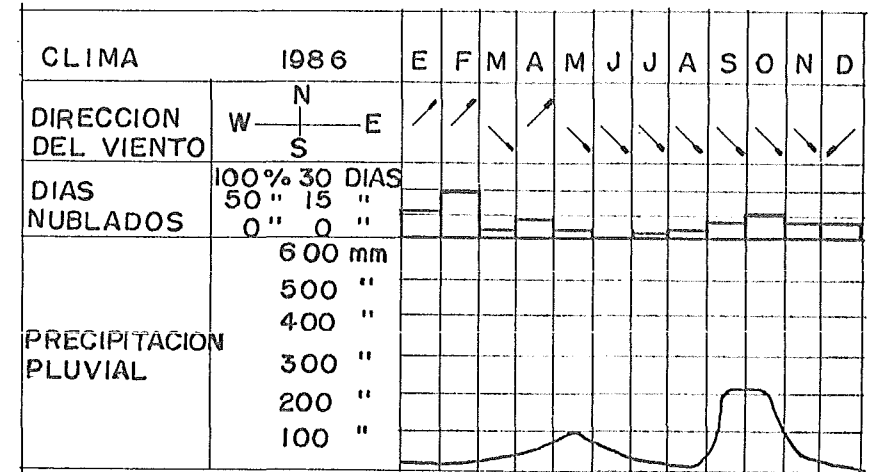 CLIMA 1986 E F M A M J J A S O N D
N
DIRECCION W E
DEL VIENTO S
100 % 30 DIAS
DIAS 50 " 15 "
NUBLADOS 0 " 0 "
600 mm
500 "
400 "
PRECIPITACION 300 "
PLUVIAL
200 "
100 "